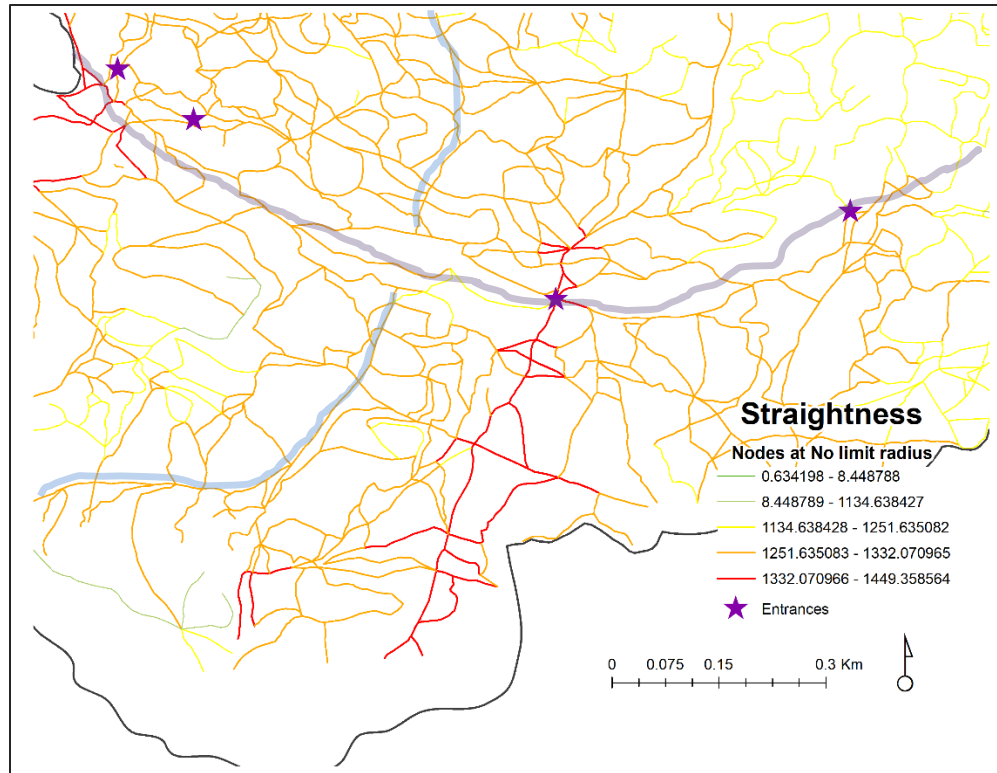 Straightness
Nodes at No limit radius
0.634198 - 8.448788
8.448789 - 1134.638427
1134.638428 - 1251.635082
1251.635083 - 1332.070965
1332.070966 - 1449.358564
Entrances
0 0.075 0.15 0.3 Km